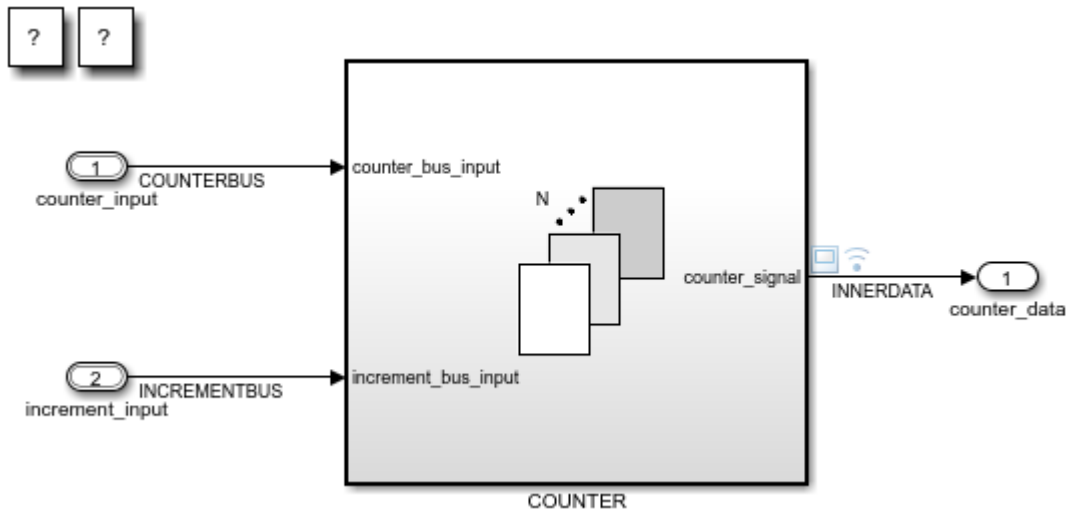 ? ?
1
COUNTERBUS
counter_input
counter_bus_input
N
counter_signal
INNERDATA
1
counter_data
2
INCREMENTBUS
increment_input
increment_bus_input
COUNTER